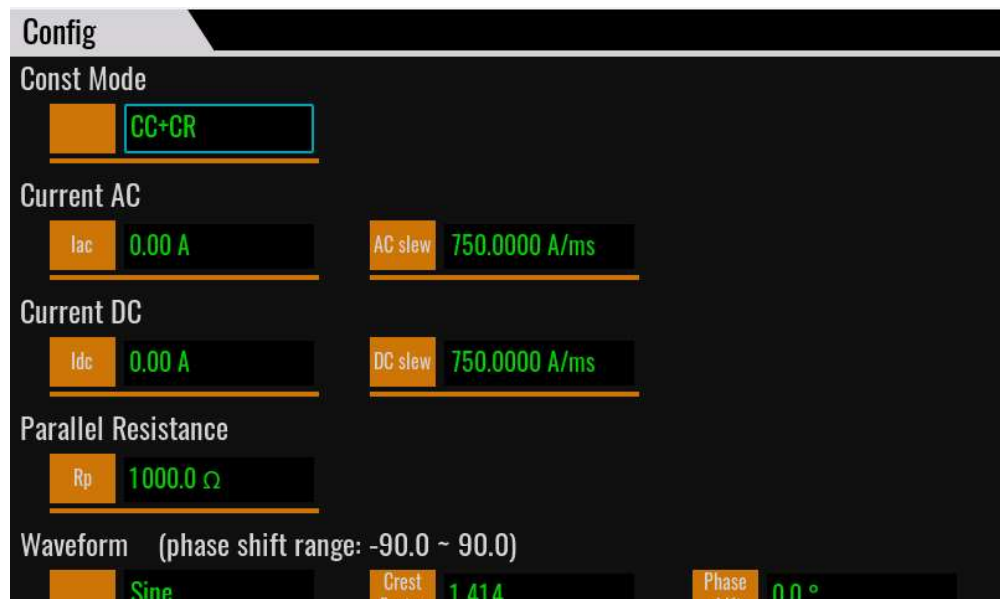 Config
Const Mode
CC+CR
Current AC
Iac 0.00 A AC slew 750.0000 A/ms
Current DC
Idc 0.00 A DC slew 750.0000 A/ms
Parallel Resistance
Rp 1000.0 Ω
Waveform (phase shift range: -90.0 ~ 90.0)
Sine Crest 1.414 Phase 0.0 °